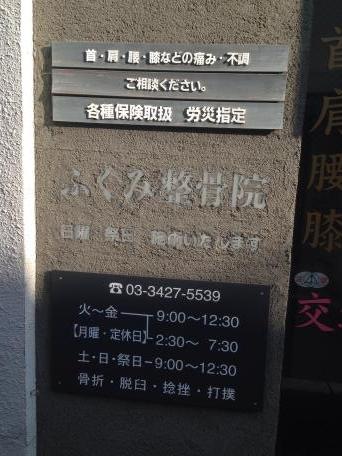 首・肩・腰・膝などの痛み・不調
ご相談ください。
各種保険取扱 労災指定
ふくみ整骨院
日曜 祭日 施術いたします
☎03-3427-5539
火〜金 9:00〜12:30
【月曜・定休日】 2:30〜 7:30
土・日・祭日 9:00〜12:30
骨折・脱臼・捻挫・打撲
首
肩
腰
膝
交